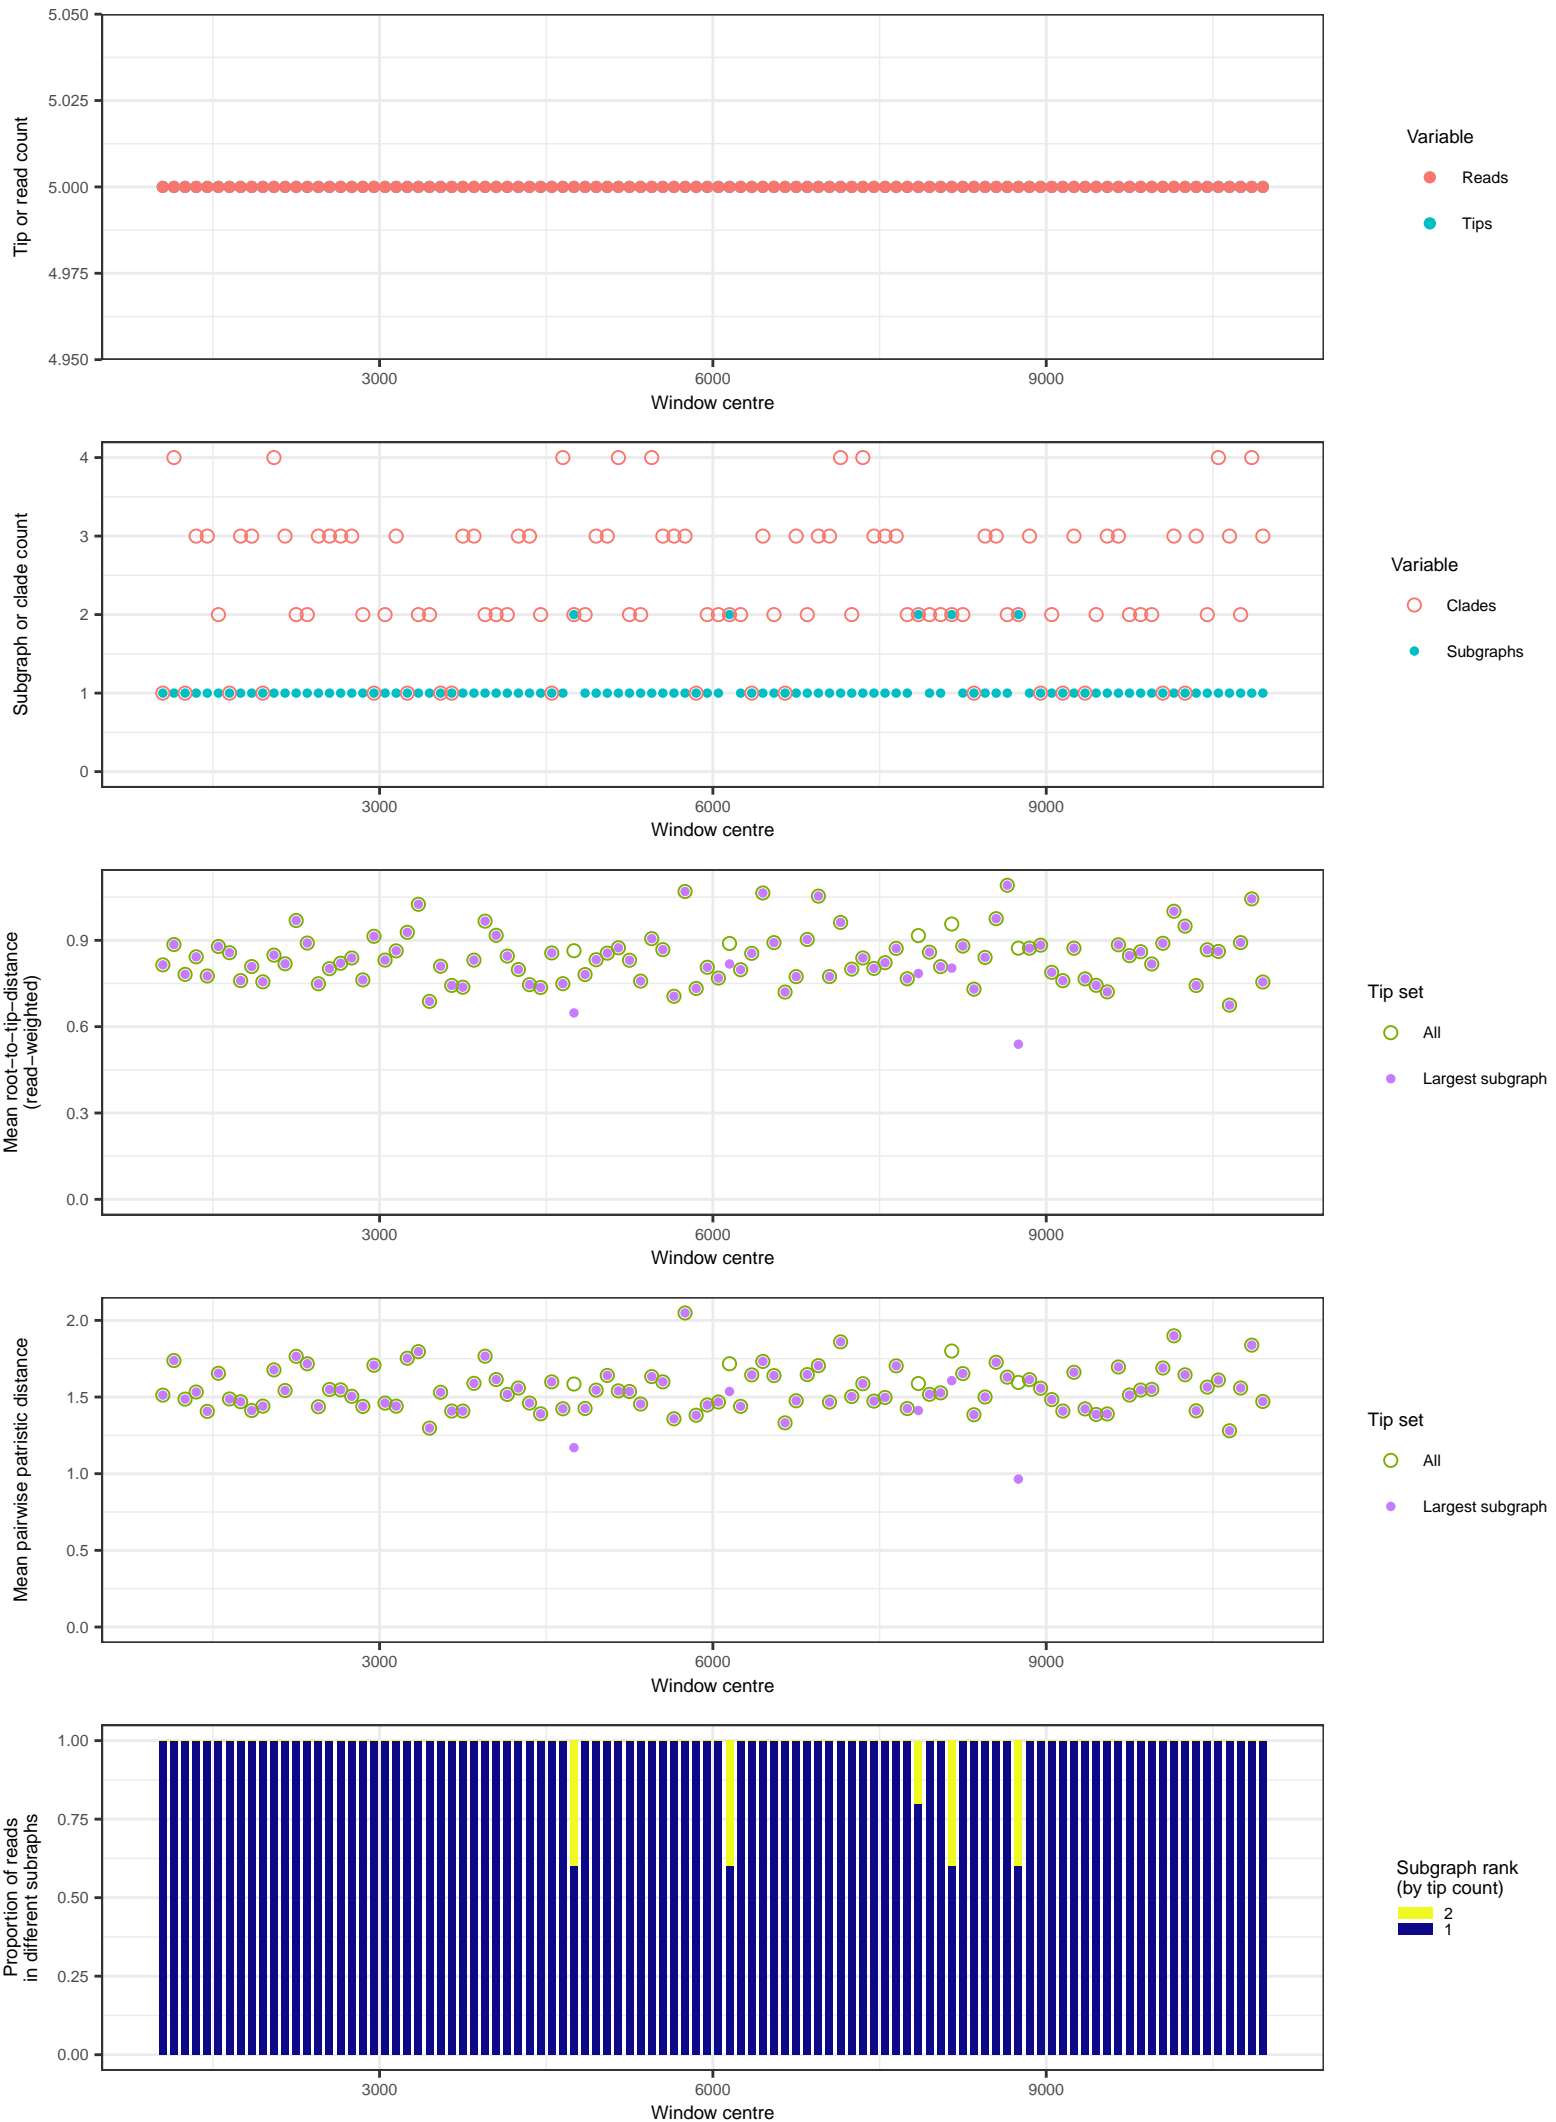 5.050
5.025
5.000
4.975
4.950
Tip or read count
3000
6000
9000
Window centre
Variable
Reads
Tips
4
3
2
1
0
Subgraph or clade count
3000
6000
9000
Window centre
Variable
Clades
Subgraphs
0.9
0.6
0.3
0.0
Mean root−to−tip−distance
(read−weighted)
3000
6000
9000
Window centre
Tip set
All
Largest subgraph
2.0
1.5
1.0
0.5
0.0
Mean pairwise patristic distance
3000
6000
9000
Window centre
Tip set
All
Largest subgraph
1.00
0.75
0.50
0.25
0.00
Proportion of reads
in different subraphs
3000
6000
9000
Window centre
Subgraph rank
(by tip count)
2
1